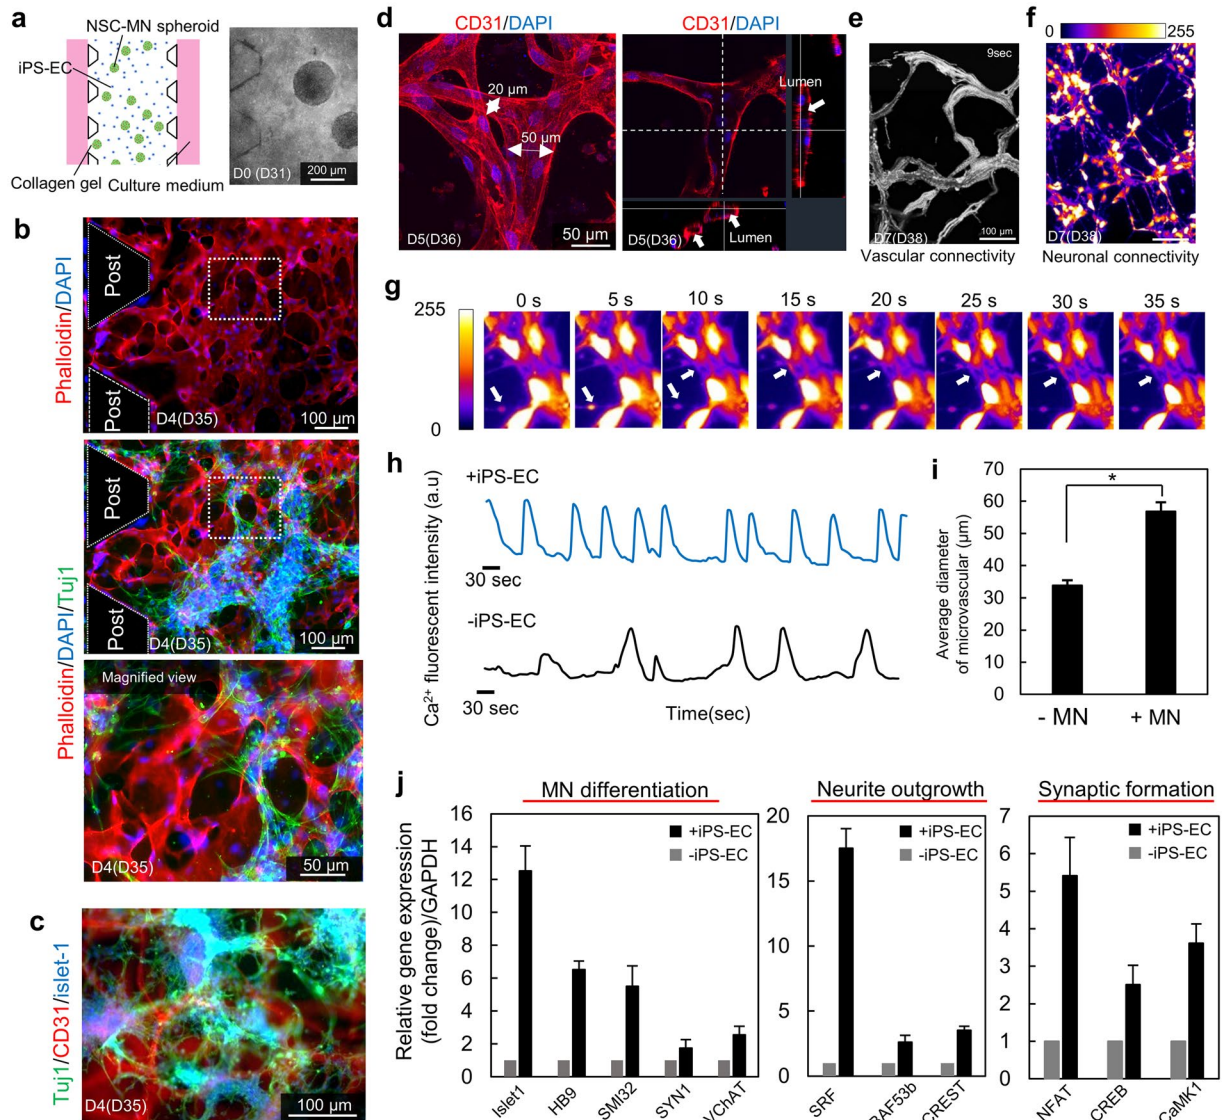 a
NSC-MN spheroid
iPS-EC
Collagen gel
Culture medium
D0 (D31)
200 µm
b
Phalloidin/DAPI
Post
Post
D4(D35)
100 µm
Phalloidin/DAPI/Tuj1
Post
Post
D4(D35)
100 µm
Magnified view
D4(D35)
50 µm
c
Tuj1/CD31/islet-1
D4(D35)
100 µm
d
CD31/DAPI
20 µm
50 µm
D5(D36)
50 µm
CD31/DAPI
Lumen
D5(D36)
Lumen
e
9sec
D7(D38)
100 µm
Vascular connectivity
f
0
255
D7(D38)
Neuronal connectivity
g
255
0
0 s
5 s
10 s
15 s
20 s
25 s
30 s
35 s
h
Ca²⁺ fluorescent intensity (a.u)
+iPS-EC
30 sec
-iPS-EC
30 sec
Time(sec)
i
Average diameter
of microvascular (µm)
70
60
50
40
30
20
10
0
*
- MN
+ MN
j
Relative gene expression
(fold change)/GAPDH
MN differentiation
16
14
12
10
8
6
4
2
0
+iPS-EC
-iPS-EC
Islet1
HB9
SMI32
SYN1
VChAT
Neurite outgrowth
20
15
10
5
0
+iPS-EC
-iPS-EC
SRF
BAF53b
CREST
Synaptic formation
7
6
5
4
3
2
1
0
+iPS-EC
-iPS-EC
NFAT
CREB
CaMK1